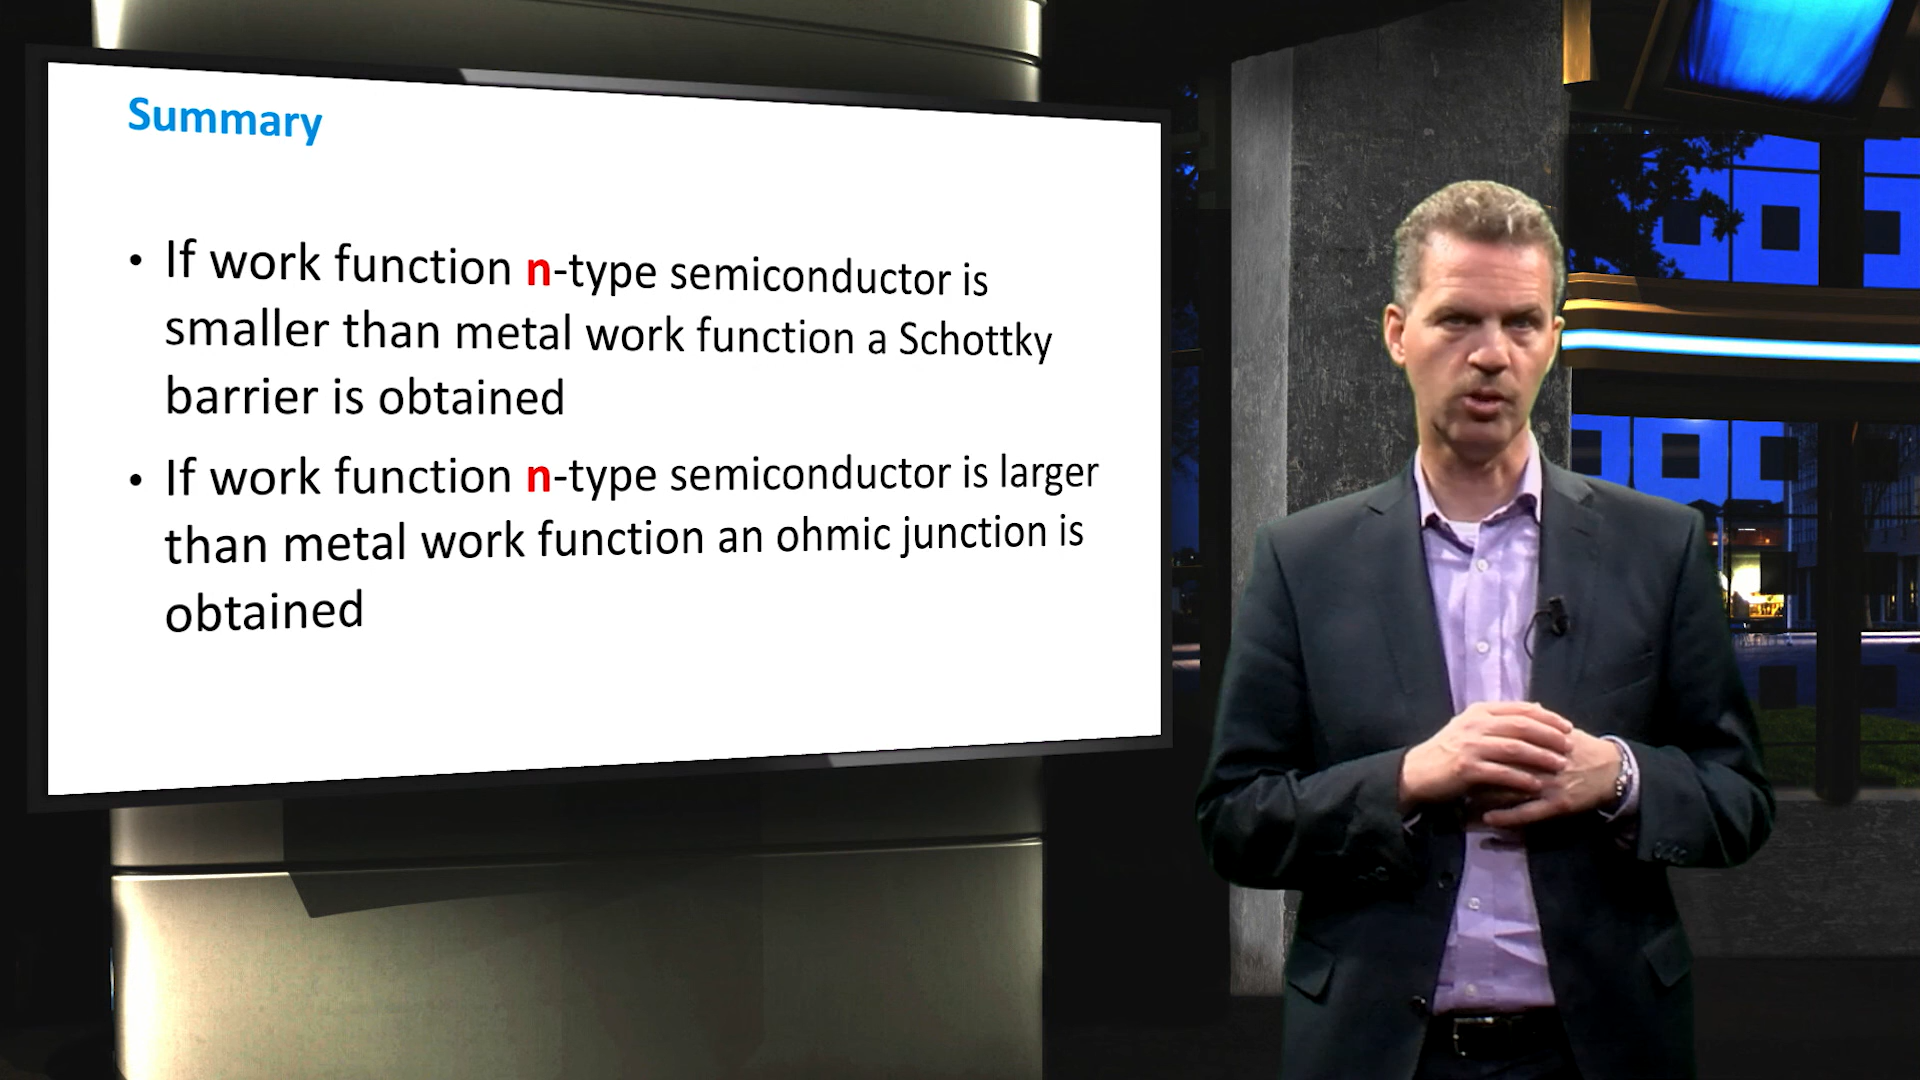 Summary
• If work function n-type semiconductor is
smaller than metal work function a Schottky
barrier is obtained
• If work function n-type semiconductor is larger
than metal work function an ohmic junction is
obtained